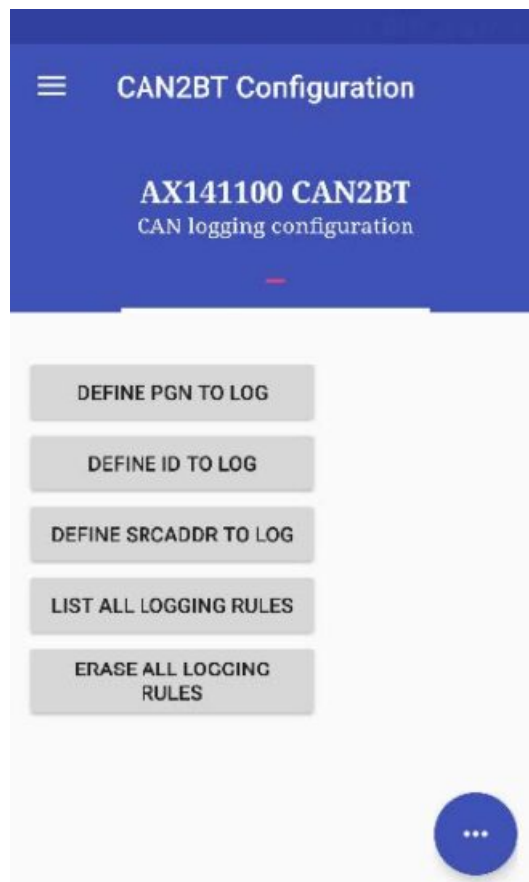 CAN2BT Configuration
AX141100 CAN2BT
CAN logging configuration
DEFINE PGN TO LOG
DEFINE ID TO LOG
DEFINE SRCADDR TO LOG
LIST ALL LOGGING RULES
ERASE ALL LOGGING
RULES